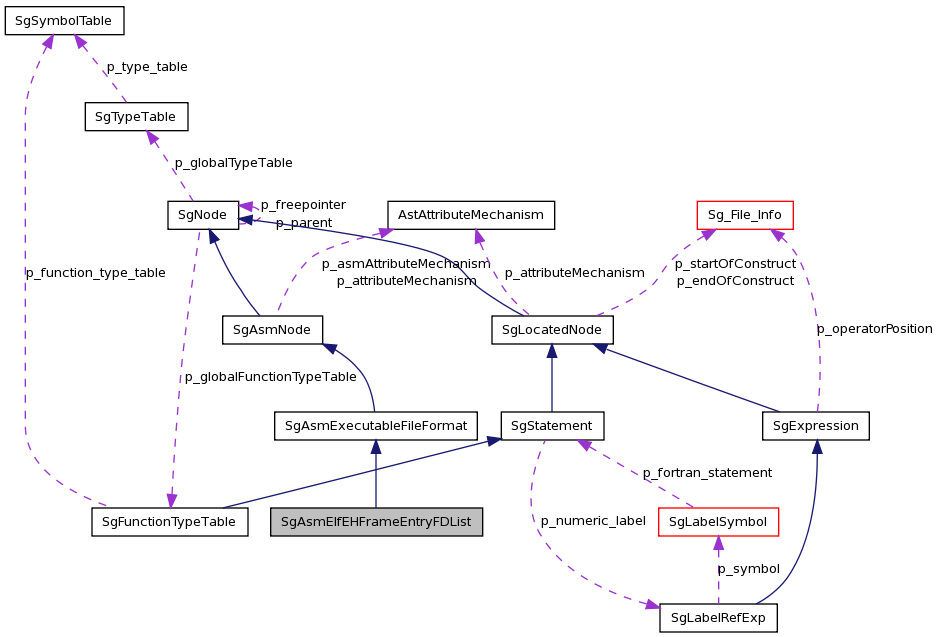 SgSymbolTable
p_type_table
SgTypeTable
p_globalTypeTable
SgNode
p_freepointer
p_parent
AstAttributeMechanism
Sg_File_Info
p_function_type_table
p_asmAttributeMechanism
p_attributeMechanism
p_attributeMechanism
p_startOfConstruct
p_endOfConstruct
SgAsmNode
SgLocatedNode
p_operatorPosition
p_globalFunctionTypeTable
SgAsmExecutableFileFormat
SgStatement
SgExpression
p_fortran_statement
SgFunctionTypeTable
SgAsmElfEHFrameEntryFDList
p_numeric_label
SgLabelSymbol
p_symbol
SgLabelRefExp